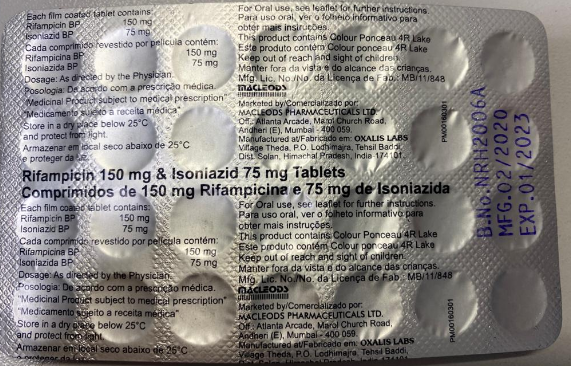 Each film coated tablet contains:
Rifampicin BP 150 mg
Isoniazid BP 75 mg
Cada comprimido revestido por película contém:
Rifampicina BP 150 mg
Isoniazida BP 75 mg
Dosage: As directed by the Physician.
Posologia: De acordo com a prescrição médica.
"Medicinal Product subject to medical prescription"
"Medicamento sujeito a receita médica"
Store in a dry place below 25°C
and protect from light.
Armazenar em local seco abaixo de 25°C
e proteger da luz.
For Oral use, see leaflet for further instructions.
Para uso oral, ver o folheto informativo para
obter mais instruções.
This product contains Colour Ponceau 4R Lake
Este produto contém Colour Ponceau 4R Lake
Keep out of reach and sight of children.
Manter fora da vista e do alcance das crianças.
Mfg. Lic. No./No. da Licença de Fab.: MB/11/848
MACLEODS
Marketed by/Comercializado por:
MACLEODS PHARMACEUTICALS LTD.
Off.: Atlanta Arcade, Marol Church Road,
Andheri (E), Mumbai - 400 059.
Manufactured at/Fabricado em: OXALIS LABS
Village Theda, P.O. Lodhimajra, Tehsil Baddi,
Dist. Solan, Himachal Pradesh, India-174101.
PM00160301
B.No.NRH2006A
MFG.02/2020
EXP.01/2023
Rifampicin 150 mg & Isoniazid 75 mg Tablets
Comprimidos de 150 mg Rifampicina e 75 mg de Isoniazida
Each film coated tablet contains:
Rifampicin BP 150 mg
Isoniazid BP 75 mg
Cada comprimido revestido por película contém:
Rifampicina BP 150 mg
Isoniazida BP 75 mg
Dosage: As directed by the Physician.
Posologia: De acordo com a prescrição médica.
"Medicinal Product subject to medical prescription"
"Medicamento sujeito a receita médica"
Store in a dry place below 25°C
and protect from light.
Armazenar em local seco abaixo de 25°C
e proteger da
For Oral use, see leaflet for further instructions.
Para uso oral, ver o folheto informativo para
obter mais instruções.
This product contains Colour Ponceau 4R Lake
Este produto contém Colour ponceau 4R Lake
Keep out of reach and sight of children.
Manter fora da vista e do alcance das crianças.
Mfg. Lic. No./No. da Licença de Fab.: MB/11/848
MACLEODS
Marketed by/Comercializado por:
MACLEODS PHARMACEUTICALS LTD.
Off.: Atlanta Arcade, Marol Church Road,
Andheri (E), Mumbai - 400 059.
Manufactured at/Fabricado em: OXALIS LABS
Village Theda, P.O. Lodhimajra, Tehsil Baddi,
Dist. Solan, Himachal Pradesh, India 174101
PM00160301